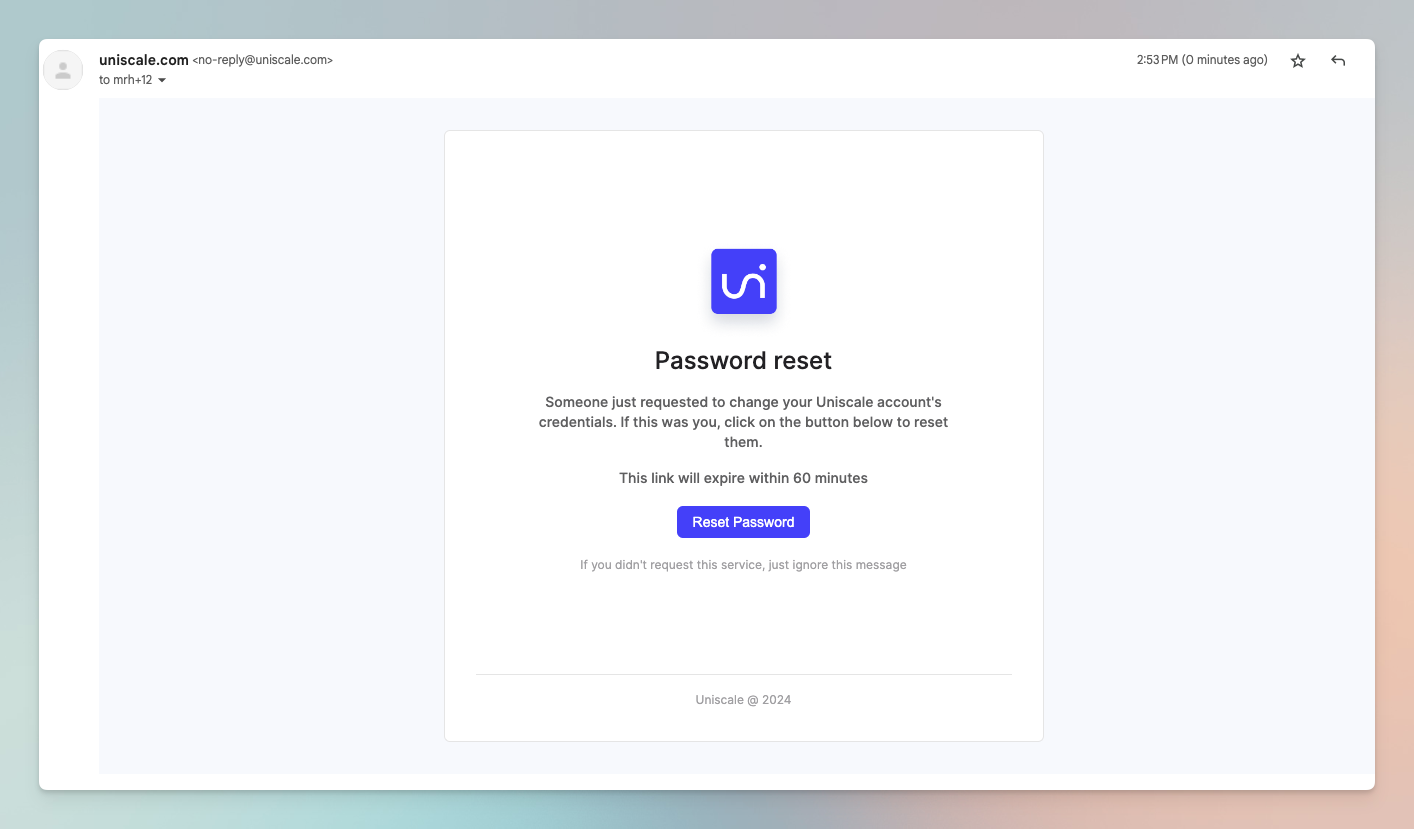 uniscale.com <no-reply@uniscale.com>
2:53 PM (0 minutes ago)
to mrh+12
uni
Password reset
Someone just requested to change your Uniscale account's
credentials. If this was you, click on the button below to reset
them.
This link will expire within 60 minutes
Reset Password
If you didn't request this service, just ignore this message
Uniscale @ 2024